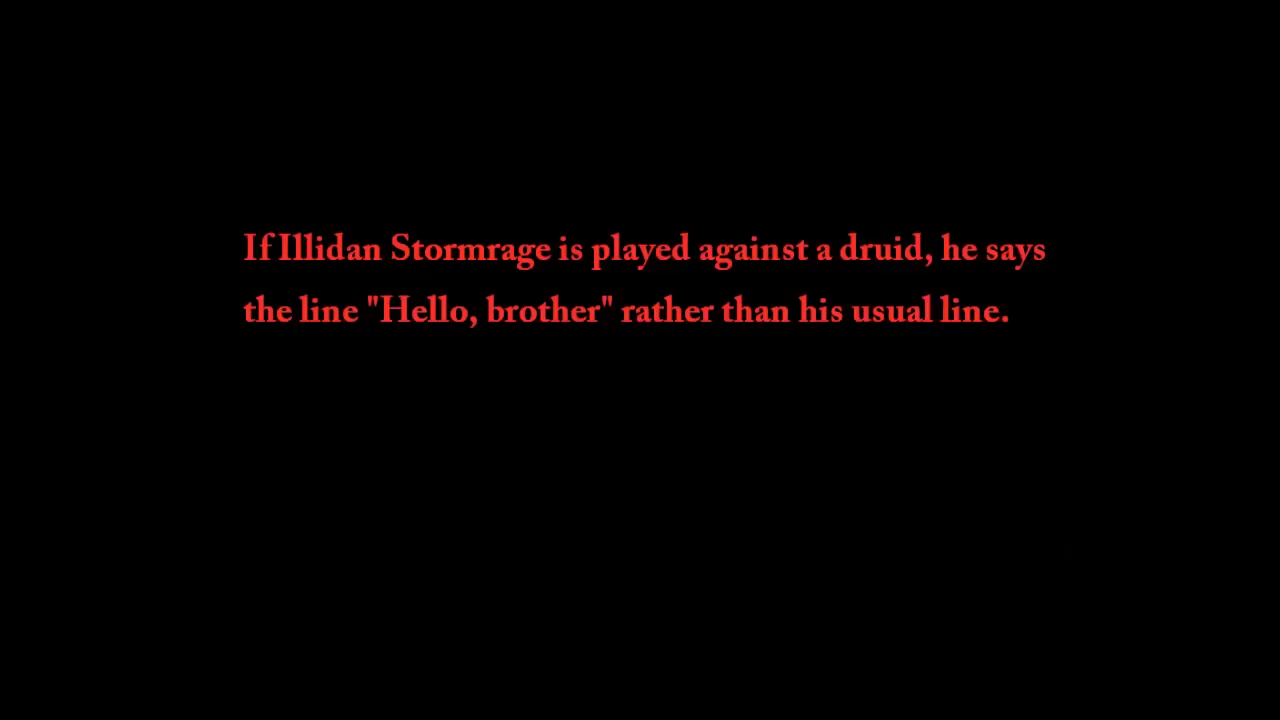 If Illidan Stormrage is played against a druid, he says
the line "Hello, brother" rather than his usual line.